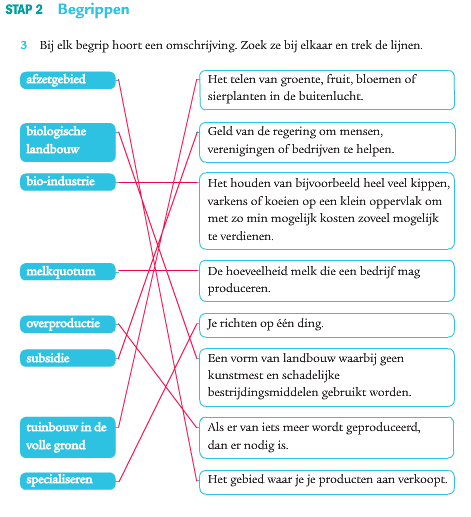 STAP 2 Begrippen
3 Bij elk begrip hoort een omschrijving. Zoek ze bij elkaar en trek de lijnen.
afzetgebied
biologische
landbouw
bio-industrie
melkquotum
overproductie
subsidie
tuinbouw in de
volle grond
specialiseren
Het telen van groente, fruit, bloemen of
sierplanten in de buitenlucht.
Geld van de regering om mensen,
verenigingen of bedrijven te helpen.
Het houden van bijvoorbeeld heel veel kippen,
varkens of koeien op een klein oppervlak om
met zo min mogelijk kosten zoveel mogelijk
te verdienen.
De hoeveelheid melk die een bedrijf mag
produceren.
Je richten op één ding.
Een vorm van landbouw waarbij geen
kunstmest en schadelijke
bestrijdingsmiddelen gebruikt worden.
Als er van iets meer wordt geproduceerd,
dan er nodig is.
Het gebied waar je je producten aan verkoopt.